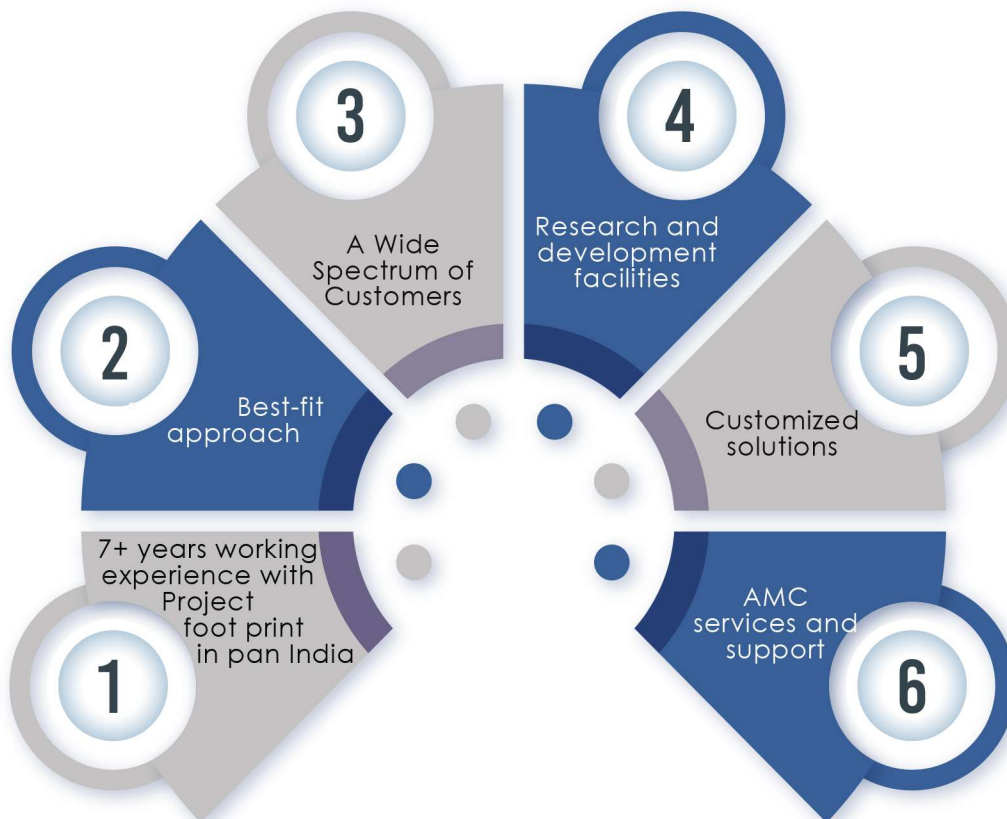 1
7+ years working
experience with
Project
foot print
in pan India
2
Best-fit
approach
3
A Wide
Spectrum of
Customers
4
Research and
development
facilities
5
Customized
solutions
6
AMC
services and
support